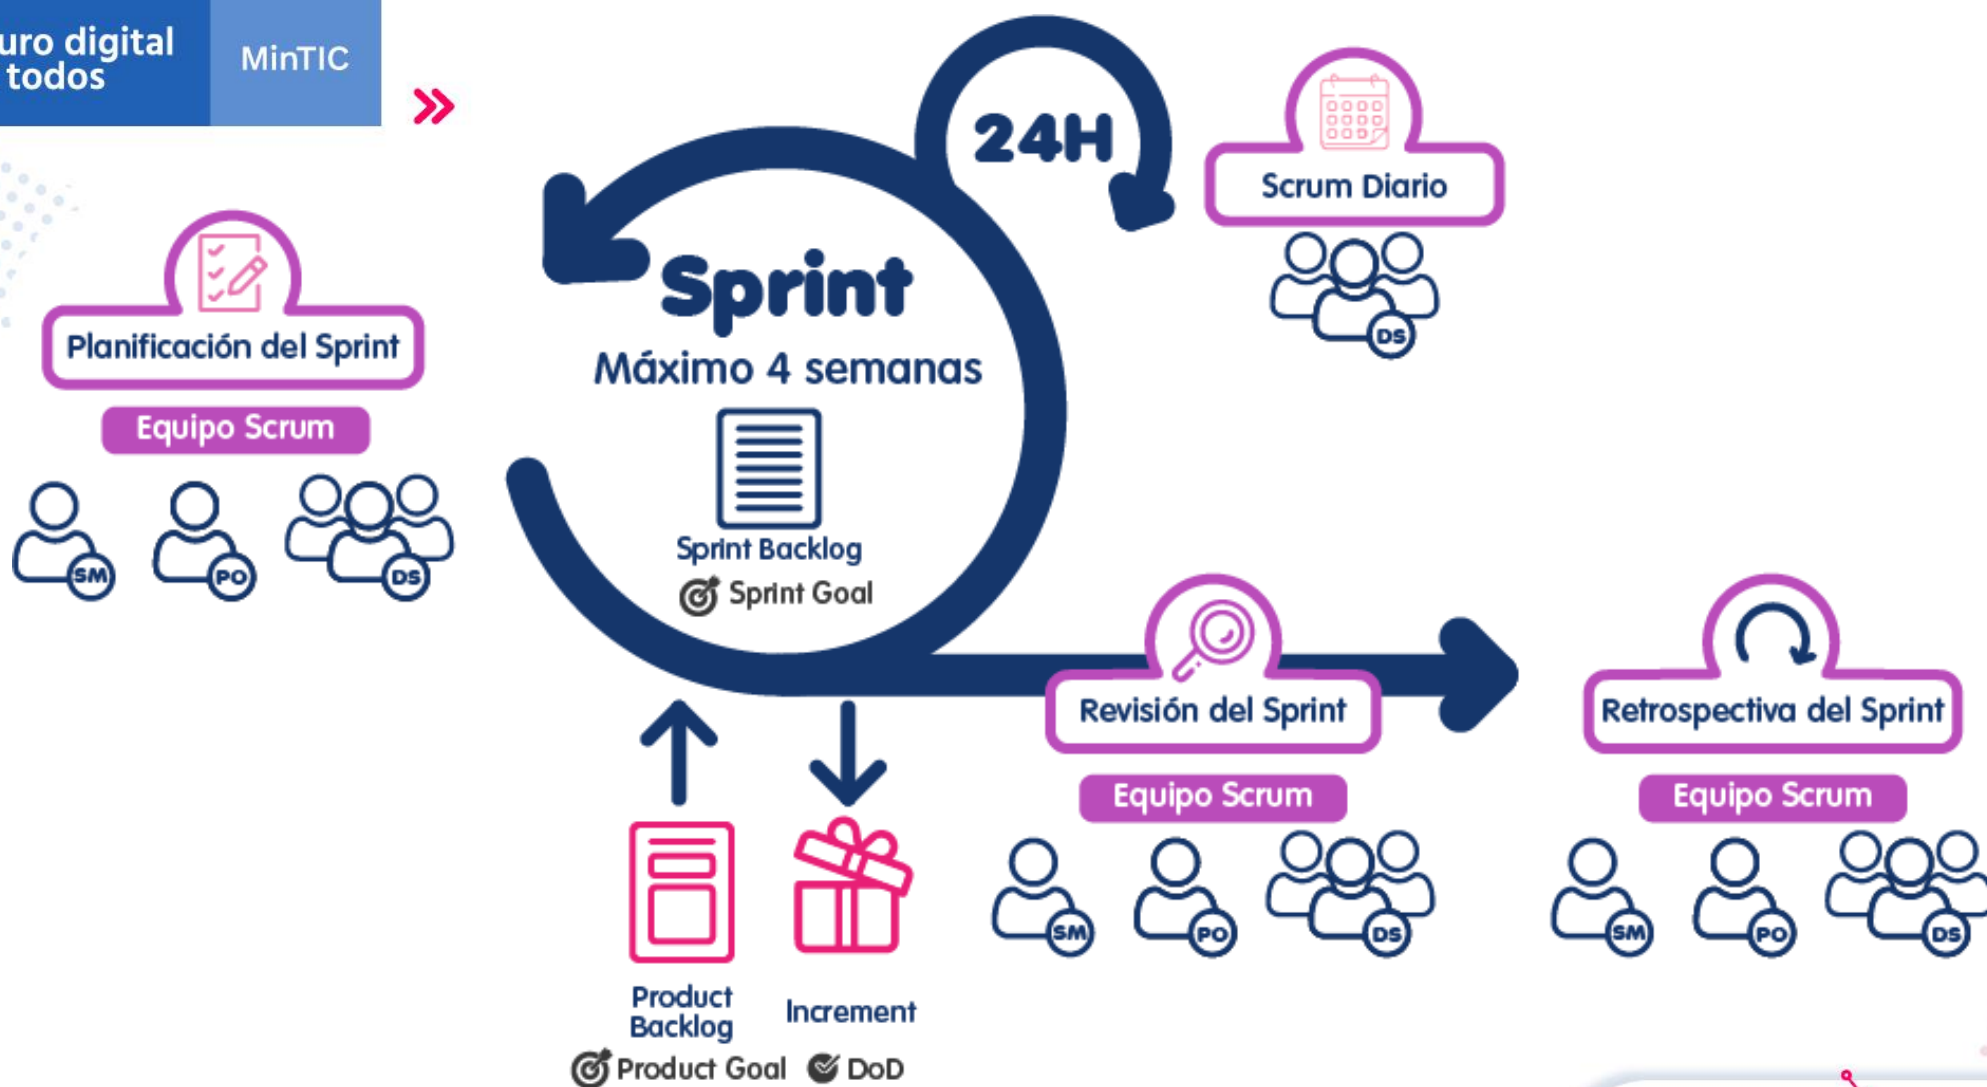 uro digital
todos
MinTIC
24H
Scrum Diario
DS
Planificación del Sprint
Equipo Scrum
SM
PO
DS
Sprint
Máximo 4 semanas
Sprint Backlog
Sprint Goal
Revisión del Sprint
Equipo Scrum
SM
PO
DS
Retrospectiva del Sprint
Equipo Scrum
SM
PO
DS
Product
Backlog
Product Goal
Increment
DoD